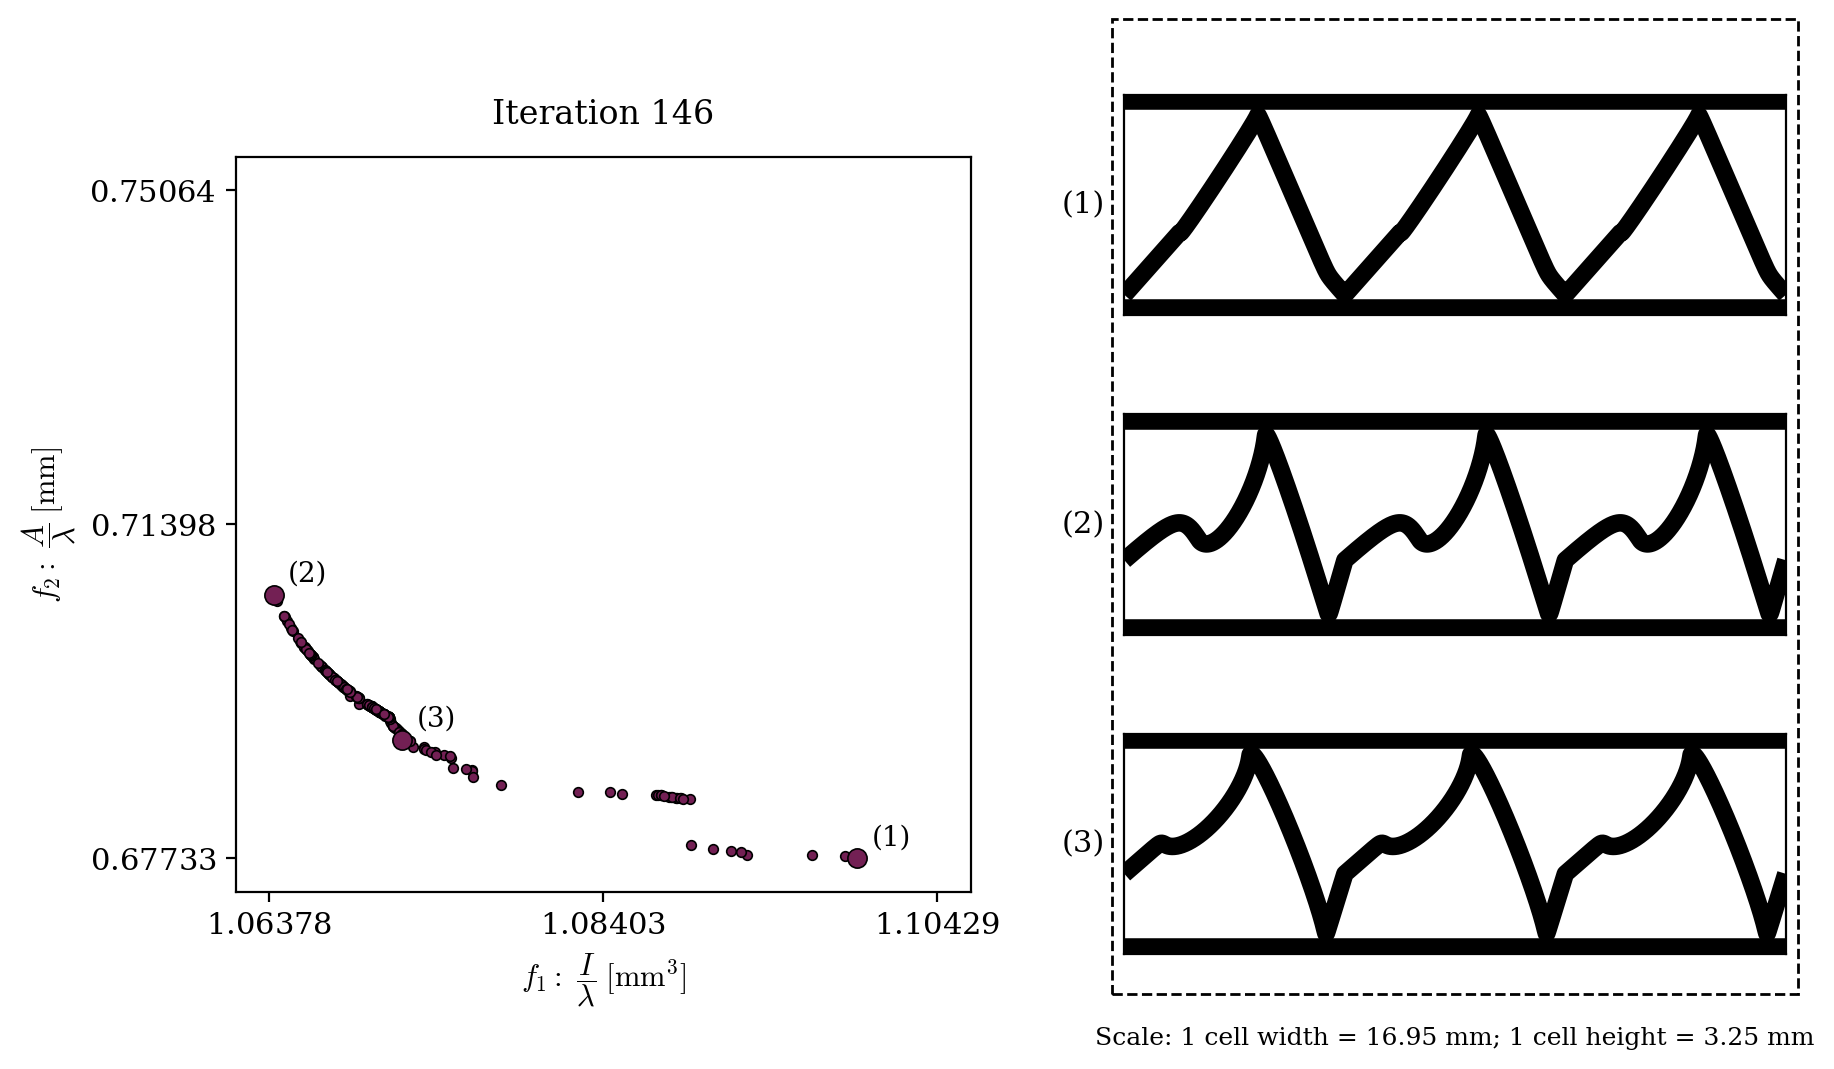 Iteration 146
0.75064
0.71398
0.67733
f₂ : A/λ [mm]
(2)
(3)
(1)
1.06378 1.08403 1.10429
f₁ : I/λ [mm³]
(1)
(2)
(3)
Scale: 1 cell width = 16.95 mm; 1 cell height = 3.25 mm